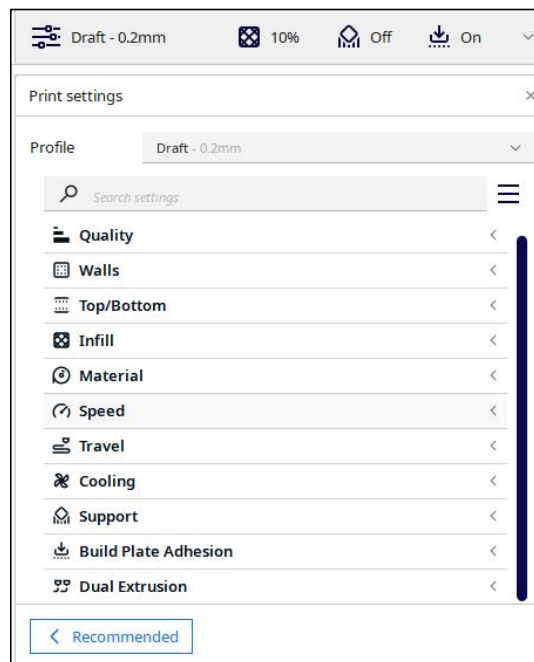 Draft - 0.2mm 10% Off On
Print settings
Profile Draft - 0.2mm
Search settings
Quality
Walls
Top/Bottom
Infill
Material
Speed
Travel
Cooling
Support
Build Plate Adhesion
Dual Extrusion
Recommended